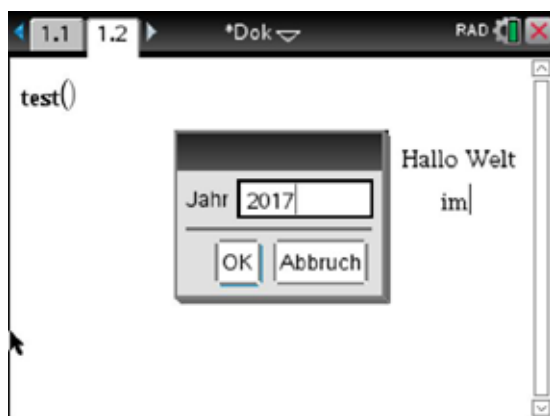 1.1 1.2 *Dok RAD
test()
Hallo Welt
im
Jahr 2017
OK Abbruch